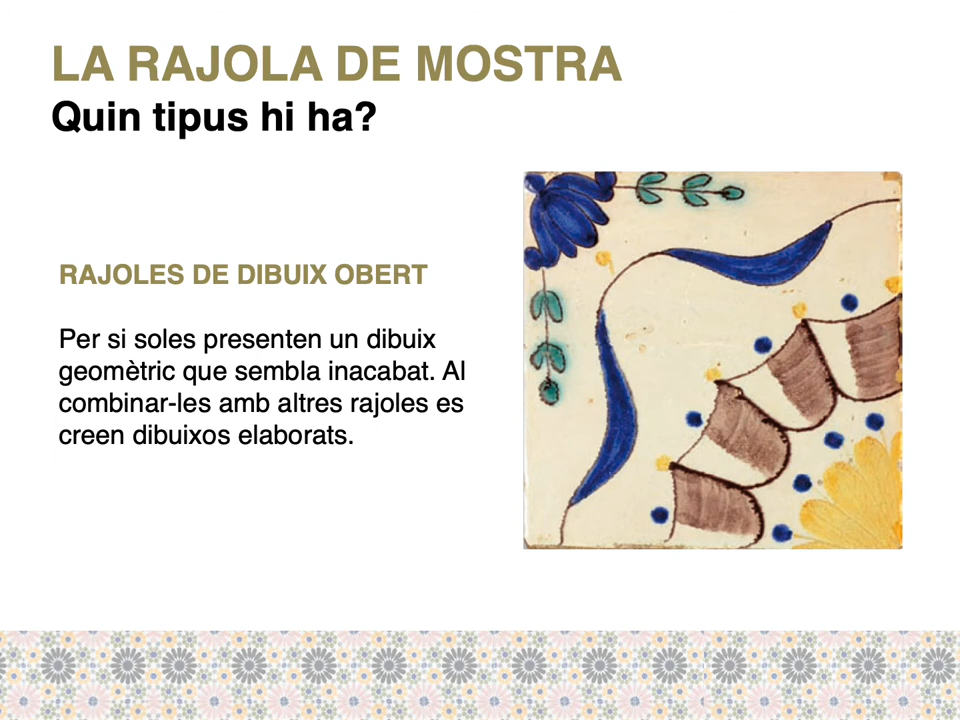 LA RAJOLA DE MOSTRA
Quin tipus hi ha?
RAJOLES DE DIBUIX OBERT
Per si soles presenten un dibuix
geomètric que sembla inacabat. Al
combinar-les amb altres rajoles es
creen dibuixos elaborats.